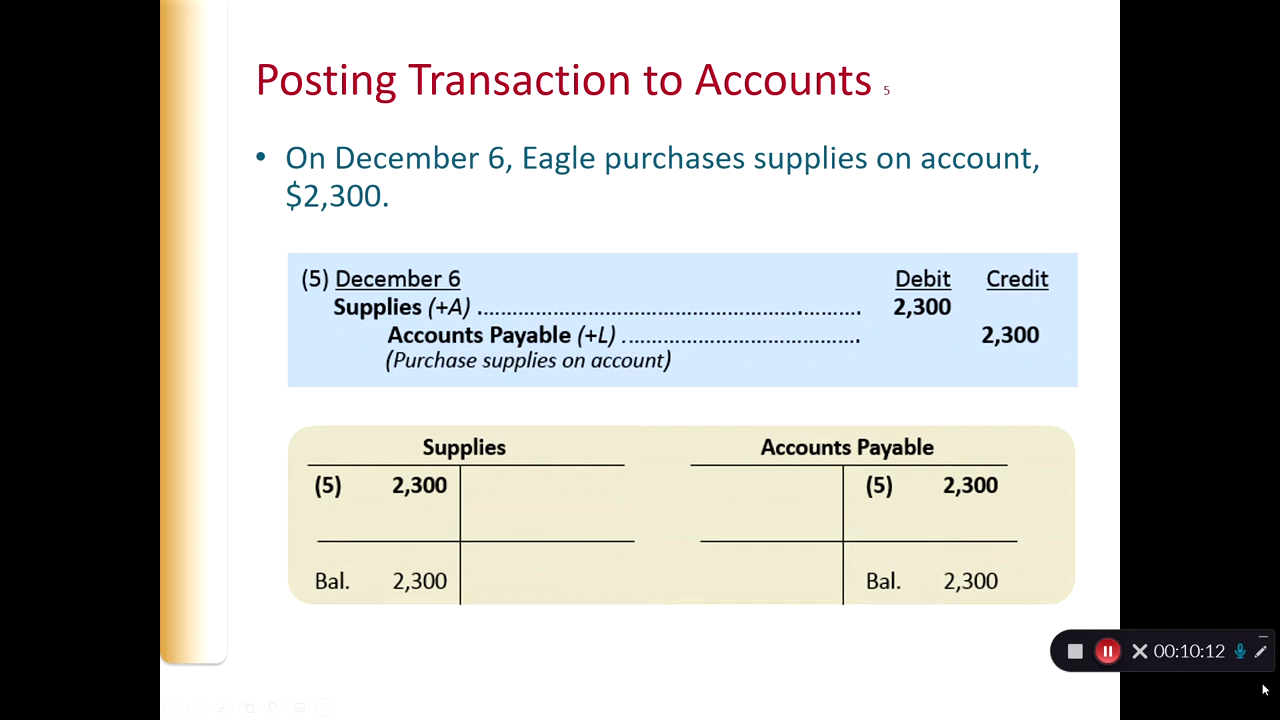 Posting Transaction to Accounts 5
• On December 6, Eagle purchases supplies on account,
$2,300.
(5) December 6 Debit Credit
Supplies (+A) ........................................................... 2,300
Accounts Payable (+L) ........................................... 2,300
(Purchase supplies on account)
Supplies
(5) 2,300
Bal. 2,300
Accounts Payable
(5) 2,300
Bal. 2,300
00:10:12